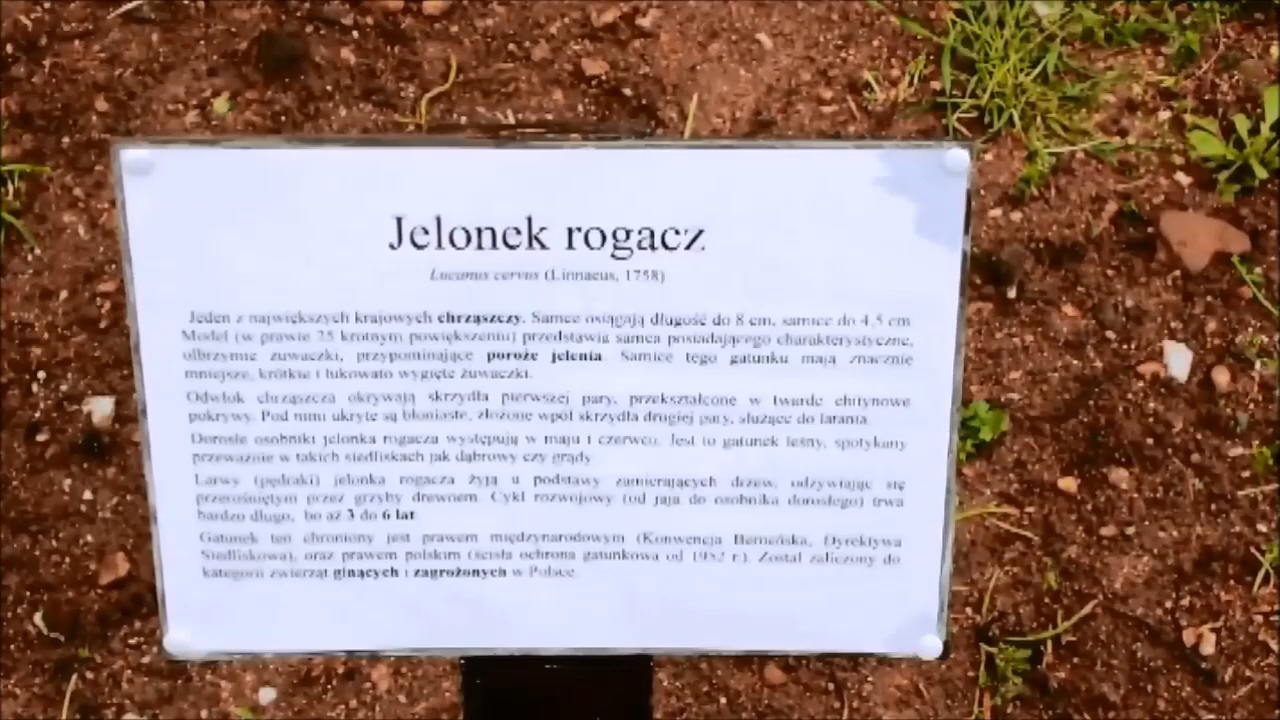 Jelonek rogacz
Lucanus cervus (Linnaeus, 1758)
Jeden z największych krajowych chrząszczy. Samce osiągają długość do 8 cm, samice do 4,5 cm.
Model (w prawie 25 krotnym powiększeniu) przedstawia samca posiadającego charakterystyczne,
olbrzymie żuwaczki, przypominające poroże jelenia. Samice tego gatunku mają znacznie
mniejsze, krótkie i łukowato wygięte żuwaczki.
Odwłok chrząszcza okrywają skrzydła pierwszej pary, przekształcone w twarde chitynowe
pokrywy. Pod nimi ukryte są błoniaste, złożone wpół skrzydła drugiej pary, służące do latania.
Dorosłe osobniki jelonka rogacza występują w maju i czerwcu. Jest to gatunek leśny, spotykany
przeważnie w takich siedliskach jak dąbrowy czy grądy.
Larwy (pędraki) jelonka rogacza żyją u podstawy zamierających drzew, odżywiając się
przerośniętym przez grzyby drewnem. Cykl rozwojowy (od jaja do osobnika dorosłego) trwa
bardzo długo, bo aż 3 do 6 lat.
Gatunek ten chroniony jest prawem międzynarodowym (Konwencja Berneńska, Dyrektywa
Siedliskowa), oraz prawem polskim (ścisła ochrona gatunkowa od 1952 r.). Został zaliczony do
kategorii zwierząt ginących i zagrożonych w Polsce.